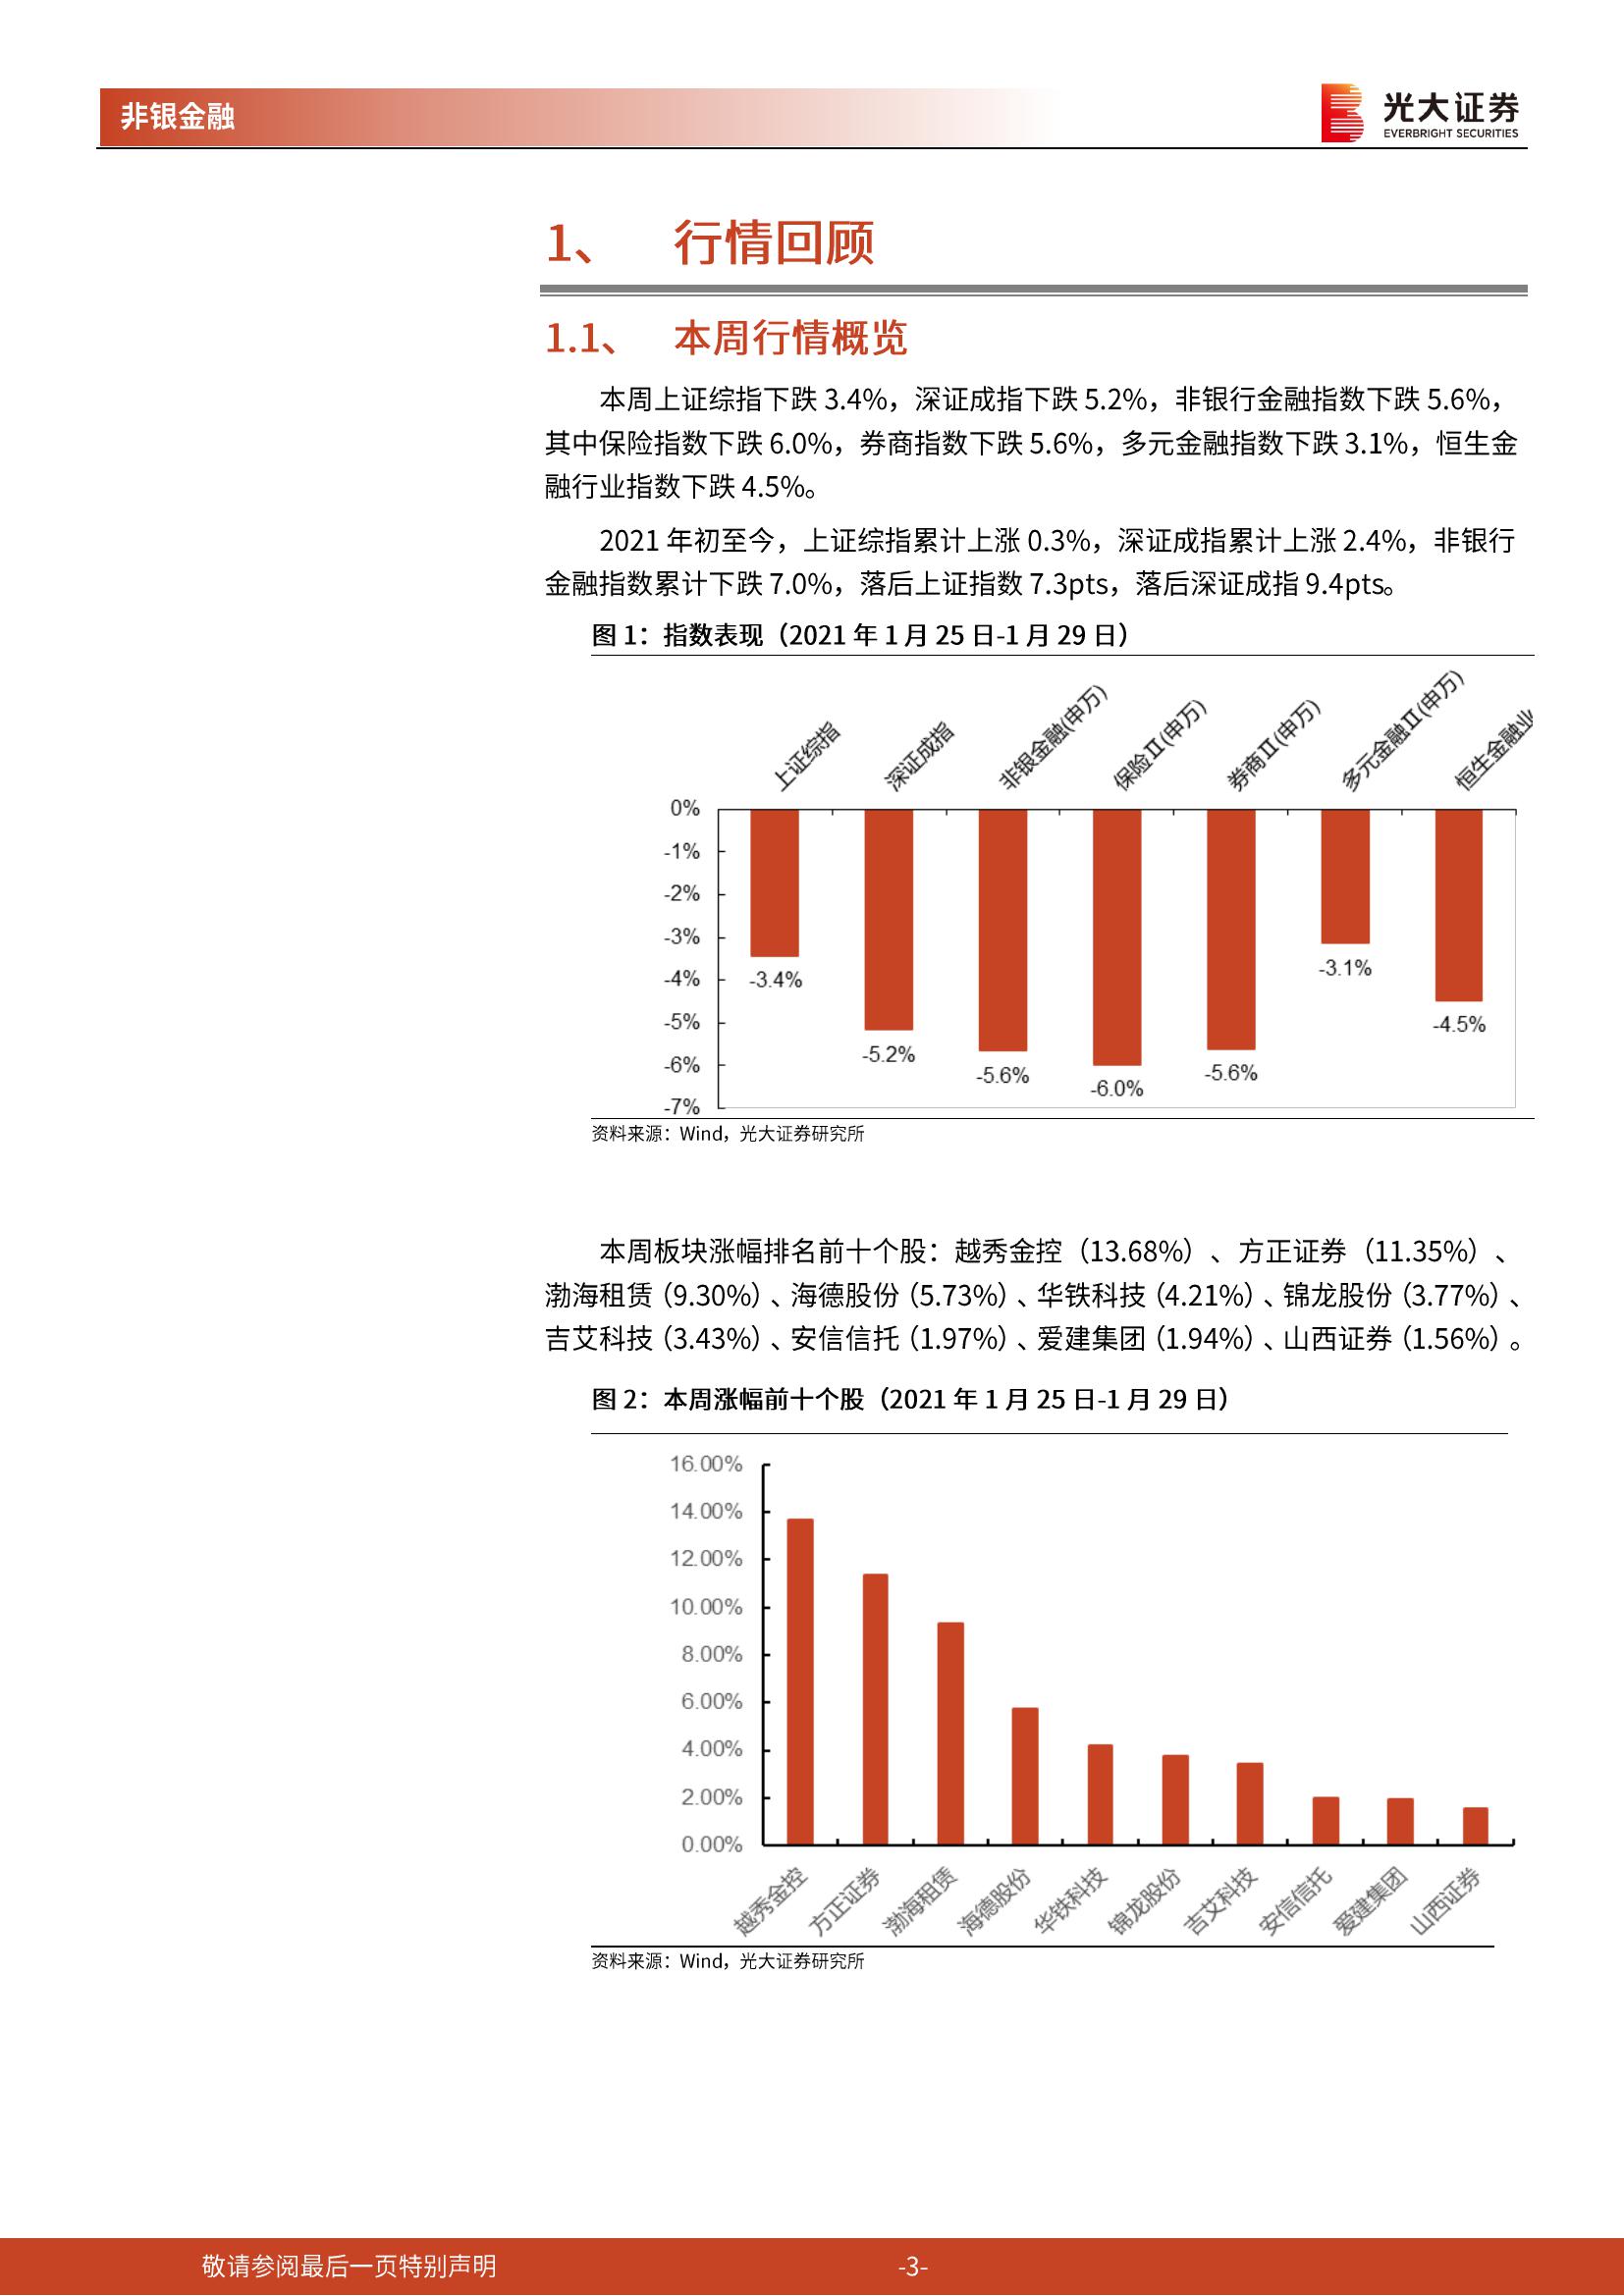 非银金融
光大证券
EVERBRIGHT SECURITIES
1、 行情回顾
1.1、 本周行情概览
本周上证综指下跌 3.4%，深证成指下跌 5.2%，非银行金融指数下跌 5.6%，
其中保险指数下跌 6.0%，券商指数下跌 5.6%，多元金融指数下跌 3.1%，恒生金
融行业指数下跌 4.5%。
2021 年初至今，上证综指累计上涨 0.3%，深证成指累计上涨 2.4%，非银行
金融指数累计下跌 7.0%，落后上证指数 7.3pts，落后深证成指 9.4pts。
图 1：指数表现（2021 年 1 月 25 日-1 月 29 日）
上证综指
深证成指
非银金融(申万)
保险Ⅱ(申万)
券商Ⅱ(申万)
多元金融Ⅱ(申万)
恒生金融业
0%
-1%
-2%
-3%
-4%
-5%
-6%
-7%
-3.4%
-5.2%
-5.6%
-6.0%
-5.6%
-3.1%
-4.5%
资料来源：Wind，光大证券研究所
本周板块涨幅排名前十个股：越秀金控（13.68%）、方正证券（11.35%）、
渤海租赁（9.30%）、海德股份（5.73%）、华铁科技（4.21%）、锦龙股份（3.77%）、
吉艾科技（3.43%）、安信信托（1.97%）、爱建集团（1.94%）、山西证券（1.56%）。
图 2：本周涨幅前十个股（2021 年 1 月 25 日-1 月 29 日）
16.00%
14.00%
12.00%
10.00%
8.00%
6.00%
4.00%
2.00%
0.00%
越秀金控
方正证券
渤海租赁
海德股份
华铁科技
锦龙股份
吉艾科技
安信信托
爱建集团
山西证券
资料来源：Wind，光大证券研究所
敬请参阅最后一页特别声明
-3-